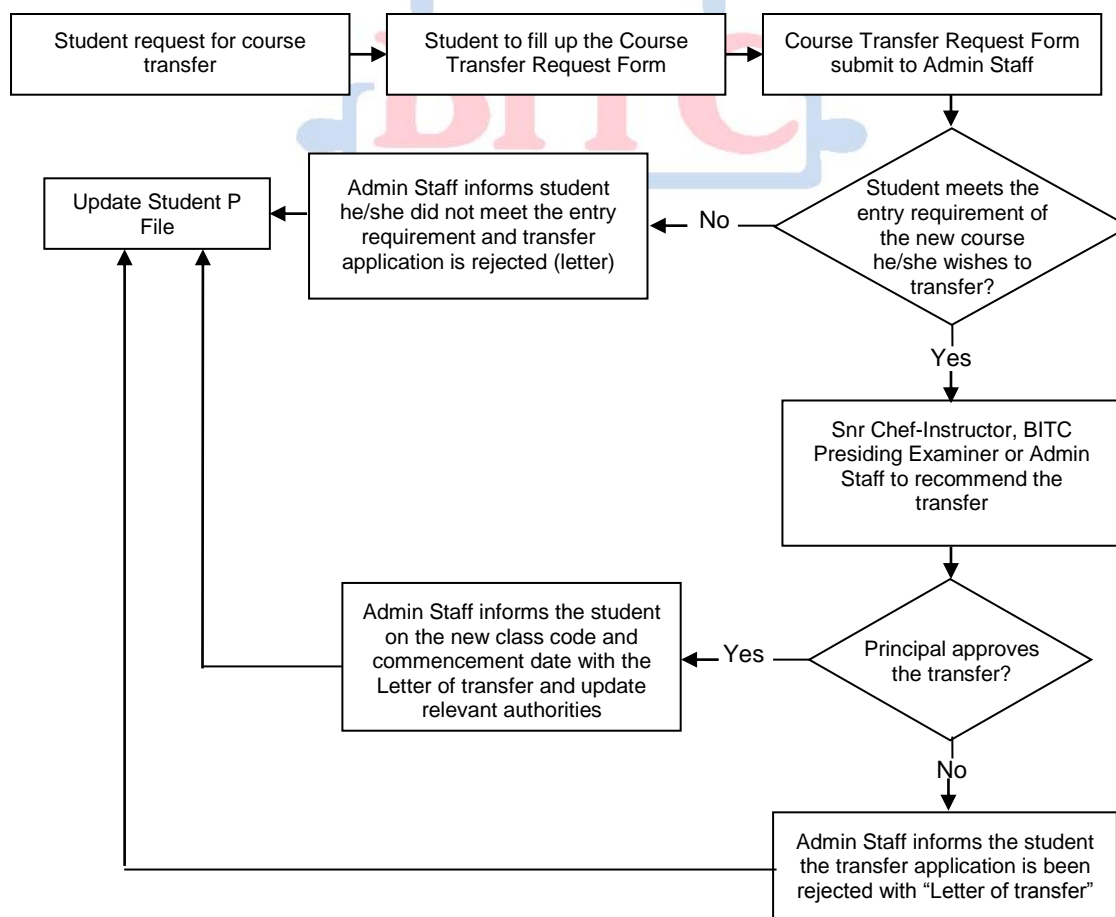 Student request for course
transfer
Student to fill up the Course
Transfer Request Form
Course Transfer Request Form
submit to Admin Staff
BITC
Student meets the
entry requirement of
the new course
he/she wishes to
transfer?
No
Admin Staff informs student
he/she did not meet the entry
requirement and transfer
application is rejected (letter)
Update Student P
File
Yes
Snr Chef-Instructor, BITC
Presiding Examiner or Admin
Staff to recommend the
transfer
Principal approves
the transfer?
Yes
Admin Staff informs the student
on the new class code and
commencement date with the
Letter of transfer and update
relevant authorities
No
Admin Staff informs the student
the transfer application is been
rejected with “Letter of transfer”